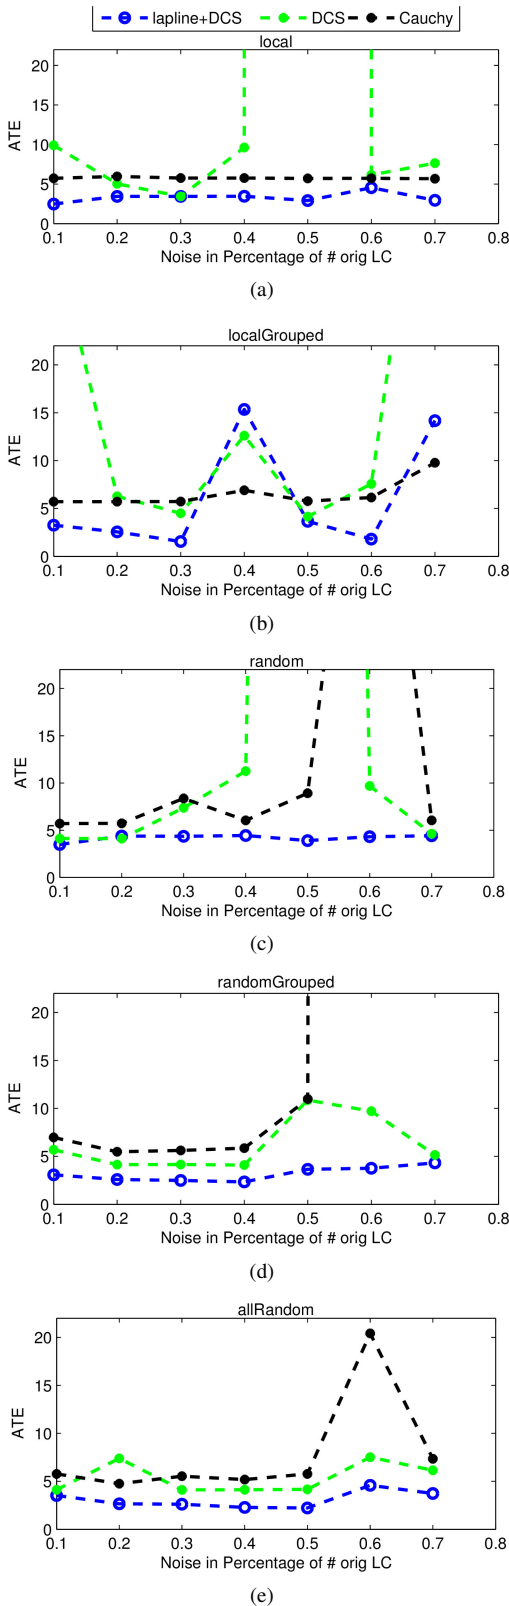 lapline+DCS DCS Cauchy
local
20
15
10
5
0
ATE
0.1 0.2 0.3 0.4 0.5 0.6 0.7 0.8
Noise in Percentage of # orig LC
(a)
localGrouped
20
15
10
5
0
ATE
0.1 0.2 0.3 0.4 0.5 0.6 0.7 0.8
Noise in Percentage of # orig LC
(b)
random
20
15
10
5
0
ATE
0.1 0.2 0.3 0.4 0.5 0.6 0.7 0.8
Noise in Percentage of # orig LC
(c)
randomGrouped
20
15
10
5
0
ATE
0.1 0.2 0.3 0.4 0.5 0.6 0.7 0.8
Noise in Percentage of # orig LC
(d)
allRandom
20
15
10
5
0
ATE
0.1 0.2 0.3 0.4 0.5 0.6 0.7 0.8
Noise in Percentage of # orig LC
(e)